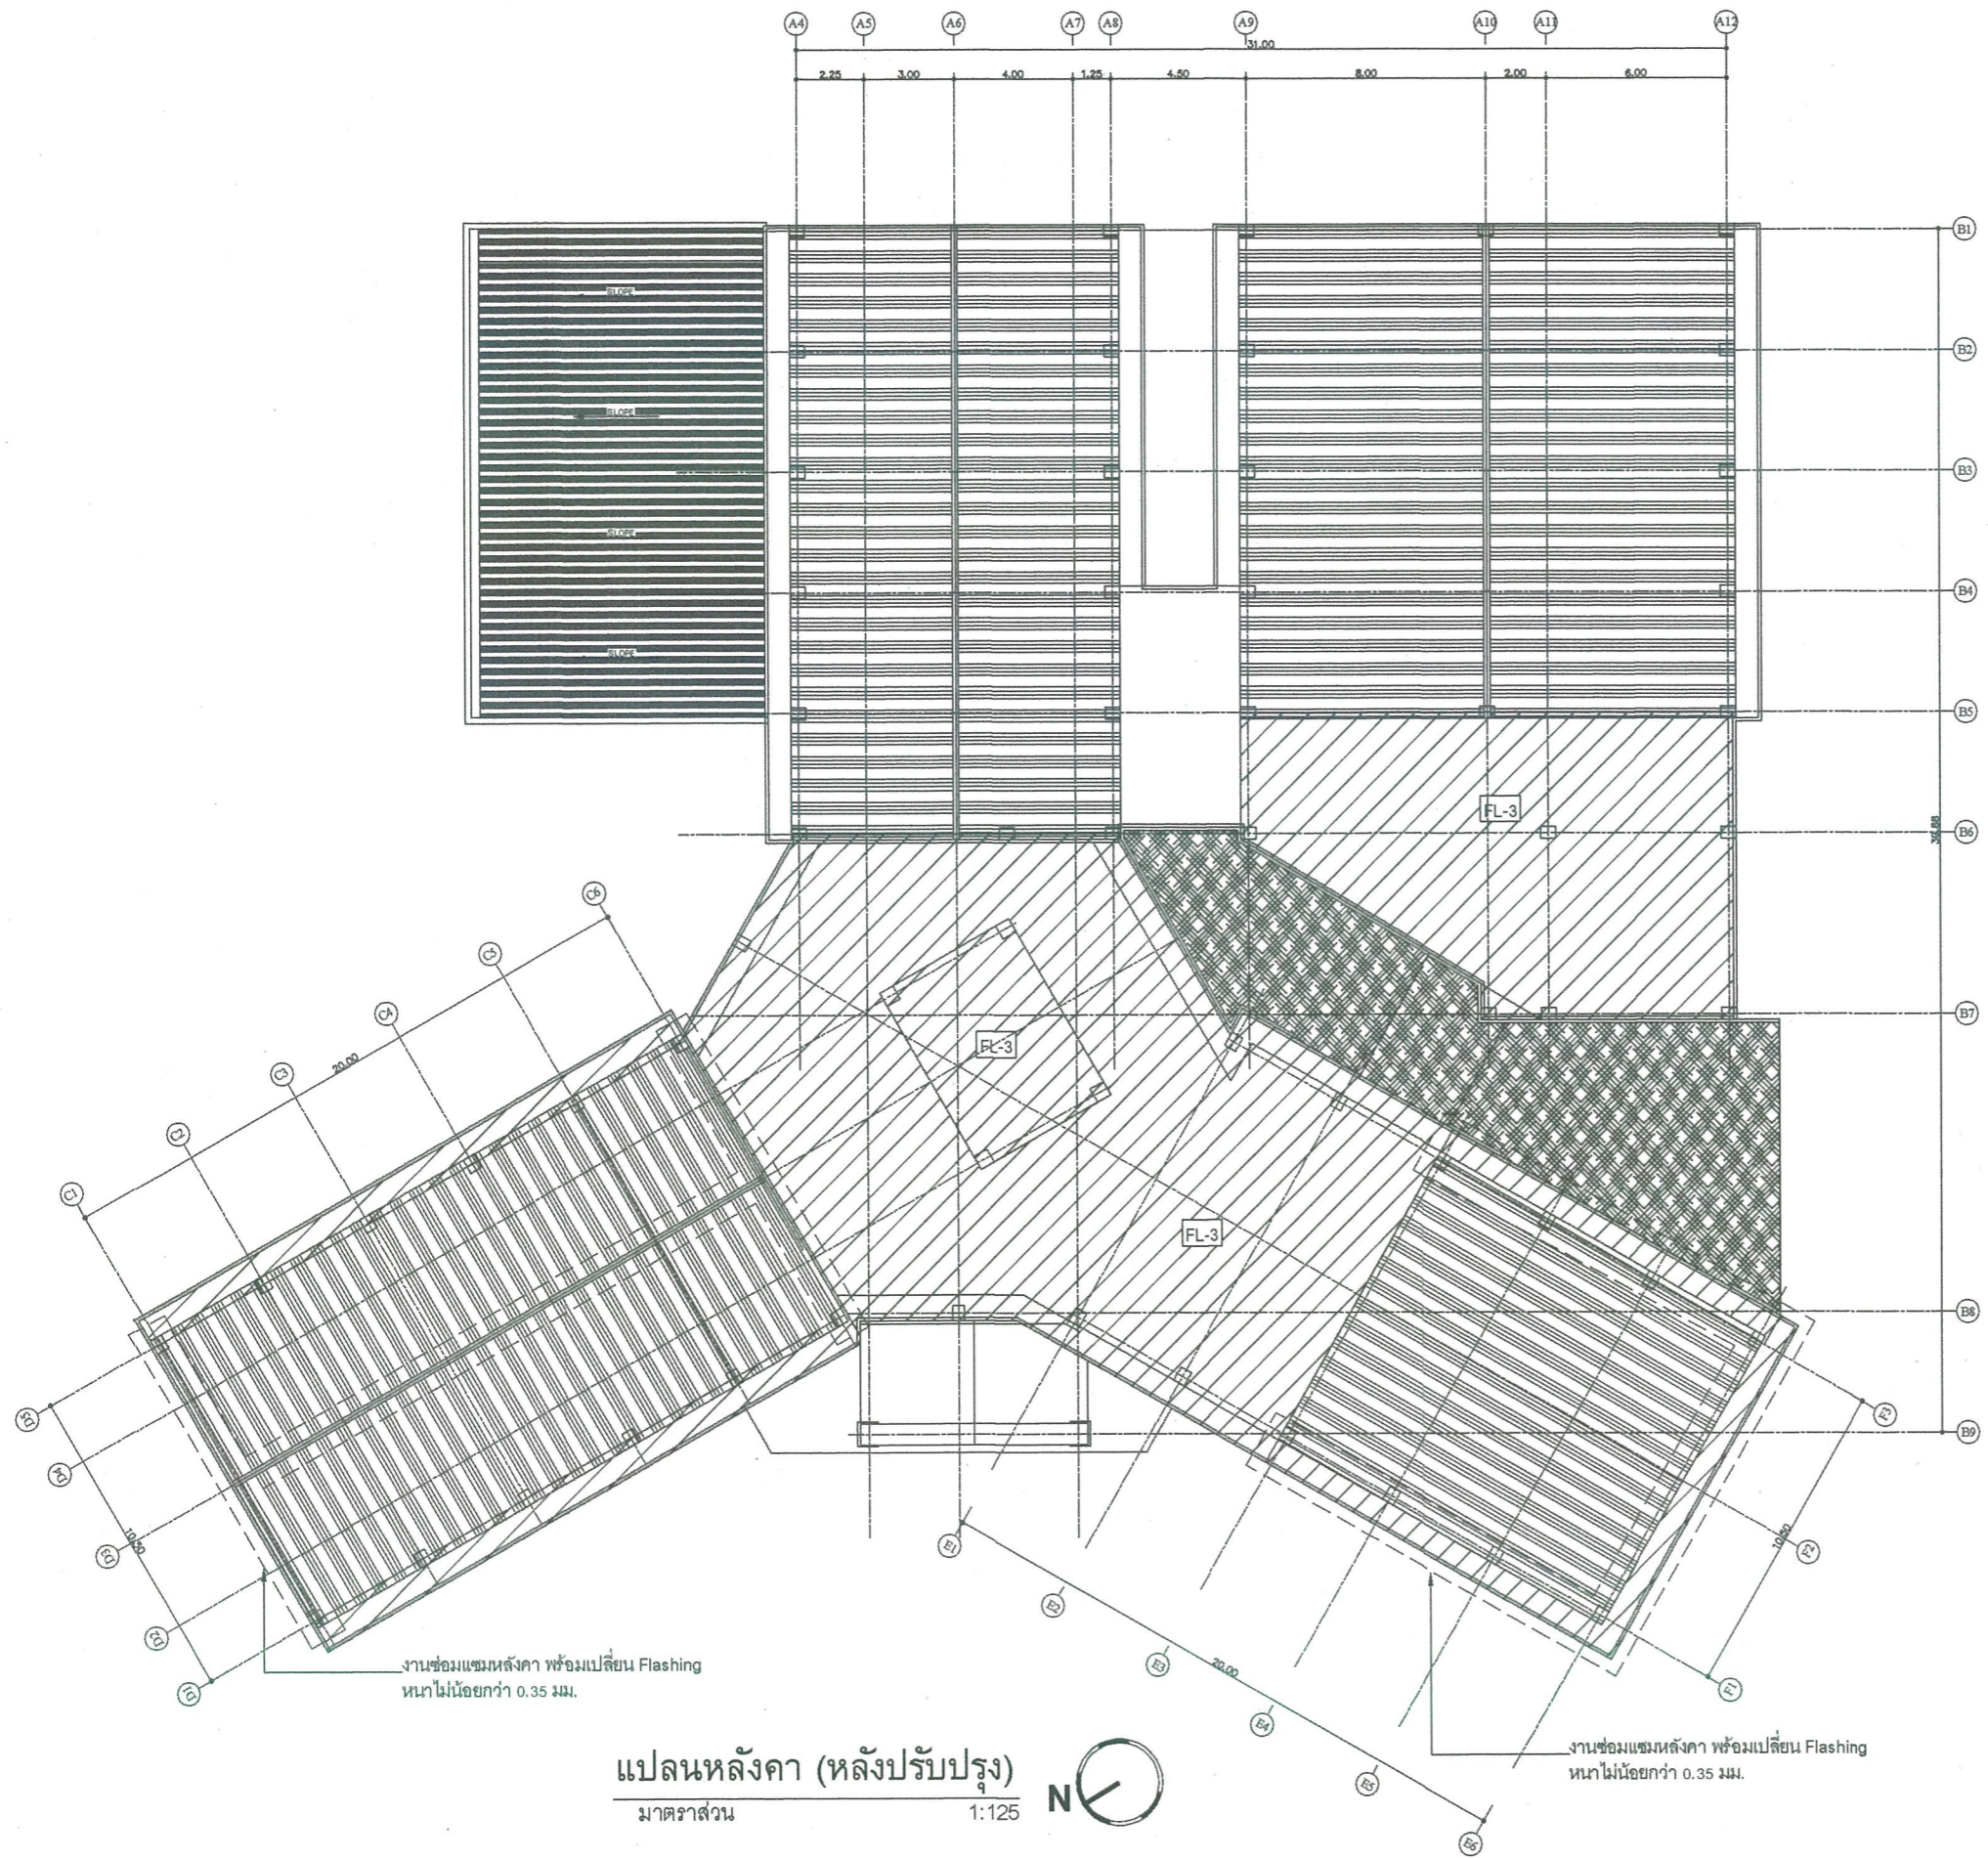 A4 A5 A6 A7 A8 A9 A10 A11 A12
31.00
2.25 3.00 4.00 1.25 4.50 8.00 2.00 6.00
B1
SLOPE
B2
SLOPE
B3
SLOPE
B4
SLOPE
B5
FL-3
B6
39.88
C6
C5
C4
C3
C2
C1
20.00
B7
FL-3
FL-3
B8
B9
D5
D4
D3
D2
D1
10.50
F3
F2
F1
10.50
E1
E2
E3
E4
E5
E6
20.00
งานซ่อมแซมหลังคา พร้อมเปลี่ยน Flashing
หนาไม่น้อยกว่า 0.35 มม.
งานซ่อมแซมหลังคา พร้อมเปลี่ยน Flashing
หนาไม่น้อยกว่า 0.35 มม.
แปลนหลังคา (หลังปรับปรุง)
มาตราส่วน 1:125
N